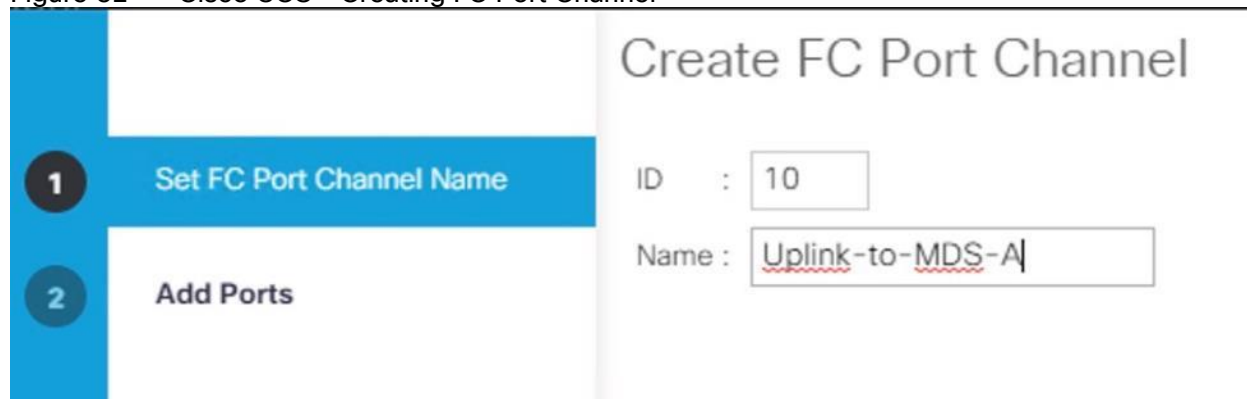 Create FC Port Channel
1 Set FC Port Channel Name
ID : 10
Name : Uplink-to-MDS-A
2 Add Ports